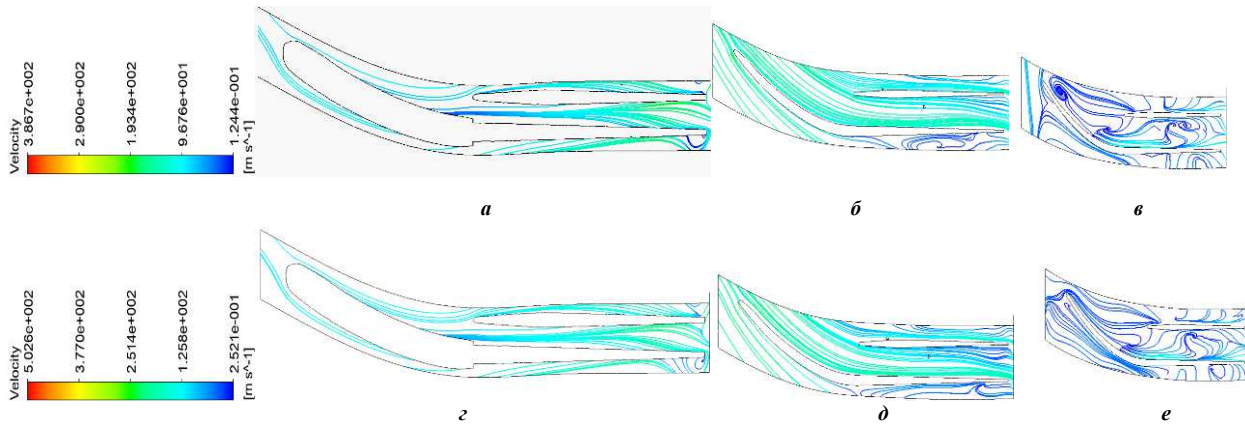 Velocity
3.867e+002
2.900e+002
1.934e+002
9.676e+001
1.244e-001
[m s^-1]
а
б
в
Velocity
5.026e+002
3.770e+002
2.514e+002
1.258e+002
2.521e-001
[m s^-1]
г
д
е